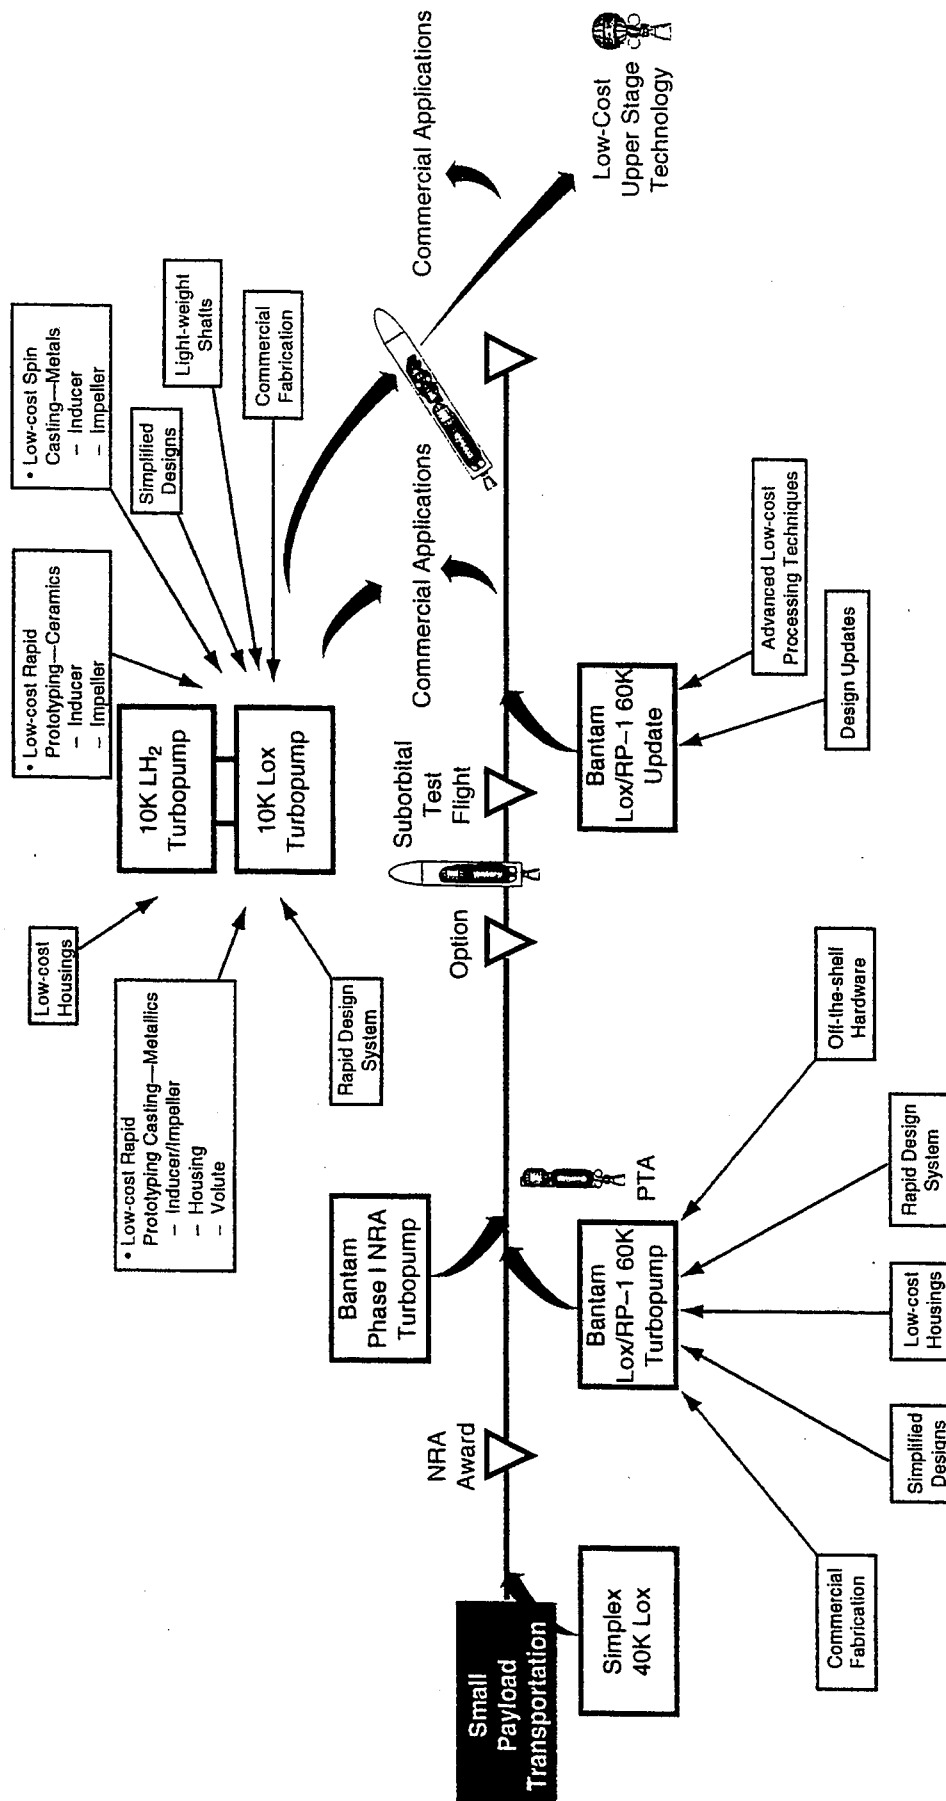 Small
Payload
Transportation
Simplex
40K Lox
NRA
Award
Bantam
Phase I NRA
Turbopump
Bantam
Lox/RP–1 60K
Turbopump
Commercial
Fabrication
Simplified
Designs
Low-cost
Housings
Rapid Design
System
Off-the-shelf
Hardware
PTA
Option
Suborbital
Test
Flight
• Low-cost Rapid
Prototyping Casting—Metallics
– Inducer/Impeller
– Housing
– Volute
Low-cost
Housings
Rapid Design
System
10K LH₂
Turbopump
10K Lox
Turbopump
• Low-cost Rapid
Prototyping—Ceramics
– Inducer
– Impeller
• Low-cost Spin
Casting—Metals
– Inducer
– Impeller
Simplified
Designs
Light-weight
Shafts
Commercial
Fabrication
Bantam
Lox/RP–1 60K
Update
Advanced Low-cost
Processing Techniques
Design Updates
Commercial Applications
Commercial Applications
Low-Cost
Upper Stage
Technology